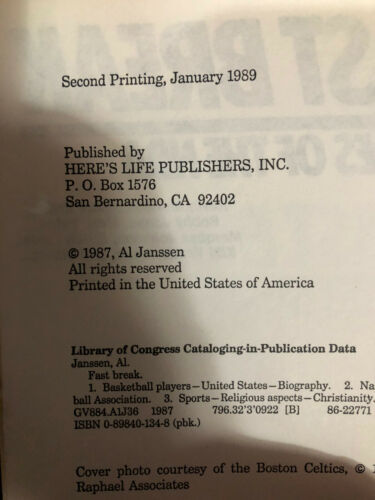 Second Printing, January 1989
Published by
HERE'S LIFE PUBLISHERS, INC.
P. O. Box 1576
San Bernardino, CA 92402
© 1987, Al Janssen
All rights reserved
Printed in the United States of America
Library of Congress Cataloging-in-Publication Data
Janssen, Al.
Fast break.
1. Basketball players—United States—Biography. 2. Na
ball Association. 3. Sports—Religious aspects—Christianity.
GV884.A1J36 1987 796.32'3'0922 [B] 86-22771
ISBN 0-89840-134-8 (pbk.)
Cover photo courtesy of the Boston Celtics, © 1
Raphael Associates